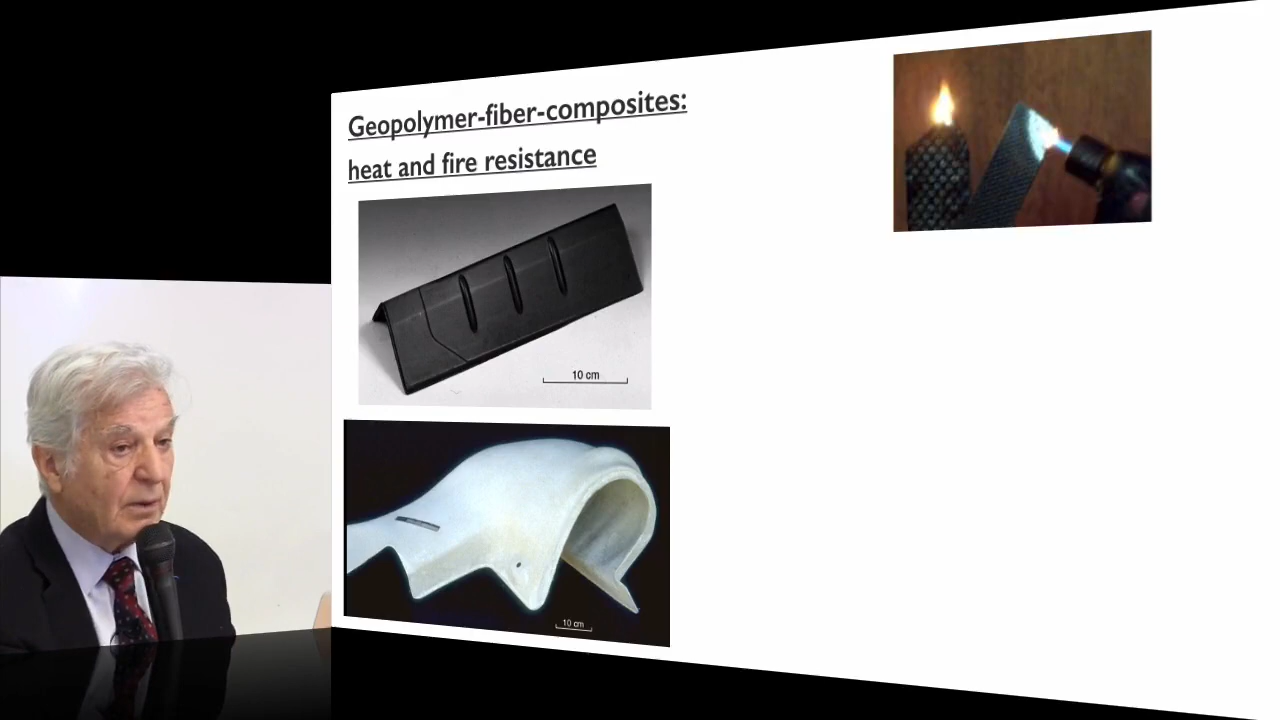 Geopolymer-fiber-composites:
heat and fire resistance
10 cm
10 cm